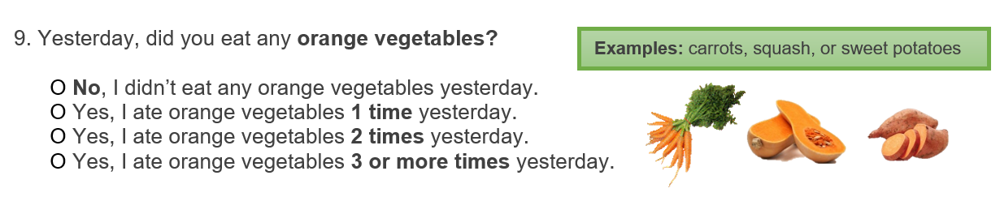 9. Yesterday, did you eat any orange vegetables?
Examples: carrots, squash, or sweet potatoes
O No, I didn’t eat any orange vegetables yesterday.
O Yes, I ate orange vegetables 1 time yesterday.
O Yes, I ate orange vegetables 2 times yesterday.
O Yes, I ate orange vegetables 3 or more times yesterday.